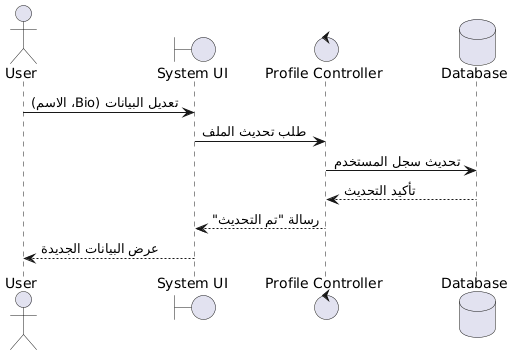 User
System UI
Profile Controller
Database
تعديل البيانات (Bio، الاسم)
طلب تحديث الملف
تحديث سجل المستخدم
تأكيد التحديث
رسالة "تم التحديث"
عرض البيانات الجديدة
User
System UI
Profile Controller
Database